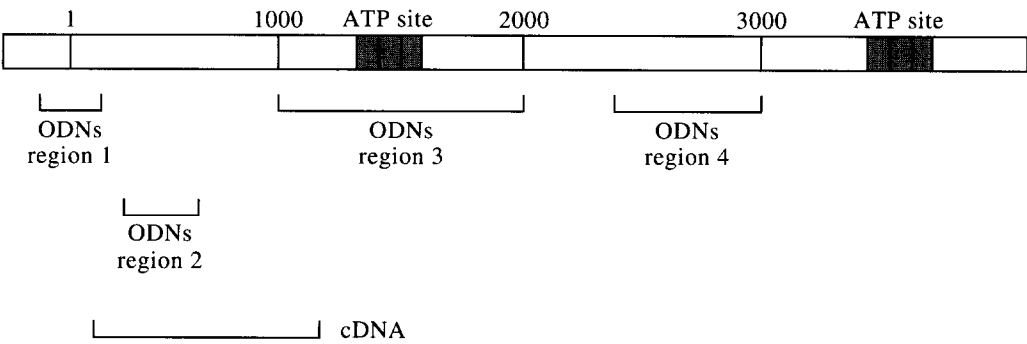 1 1000 ATP site 2000 3000 ATP site
ODNs
region 1
ODNs
region 3
ODNs
region 4
ODNs
region 2
cDNA